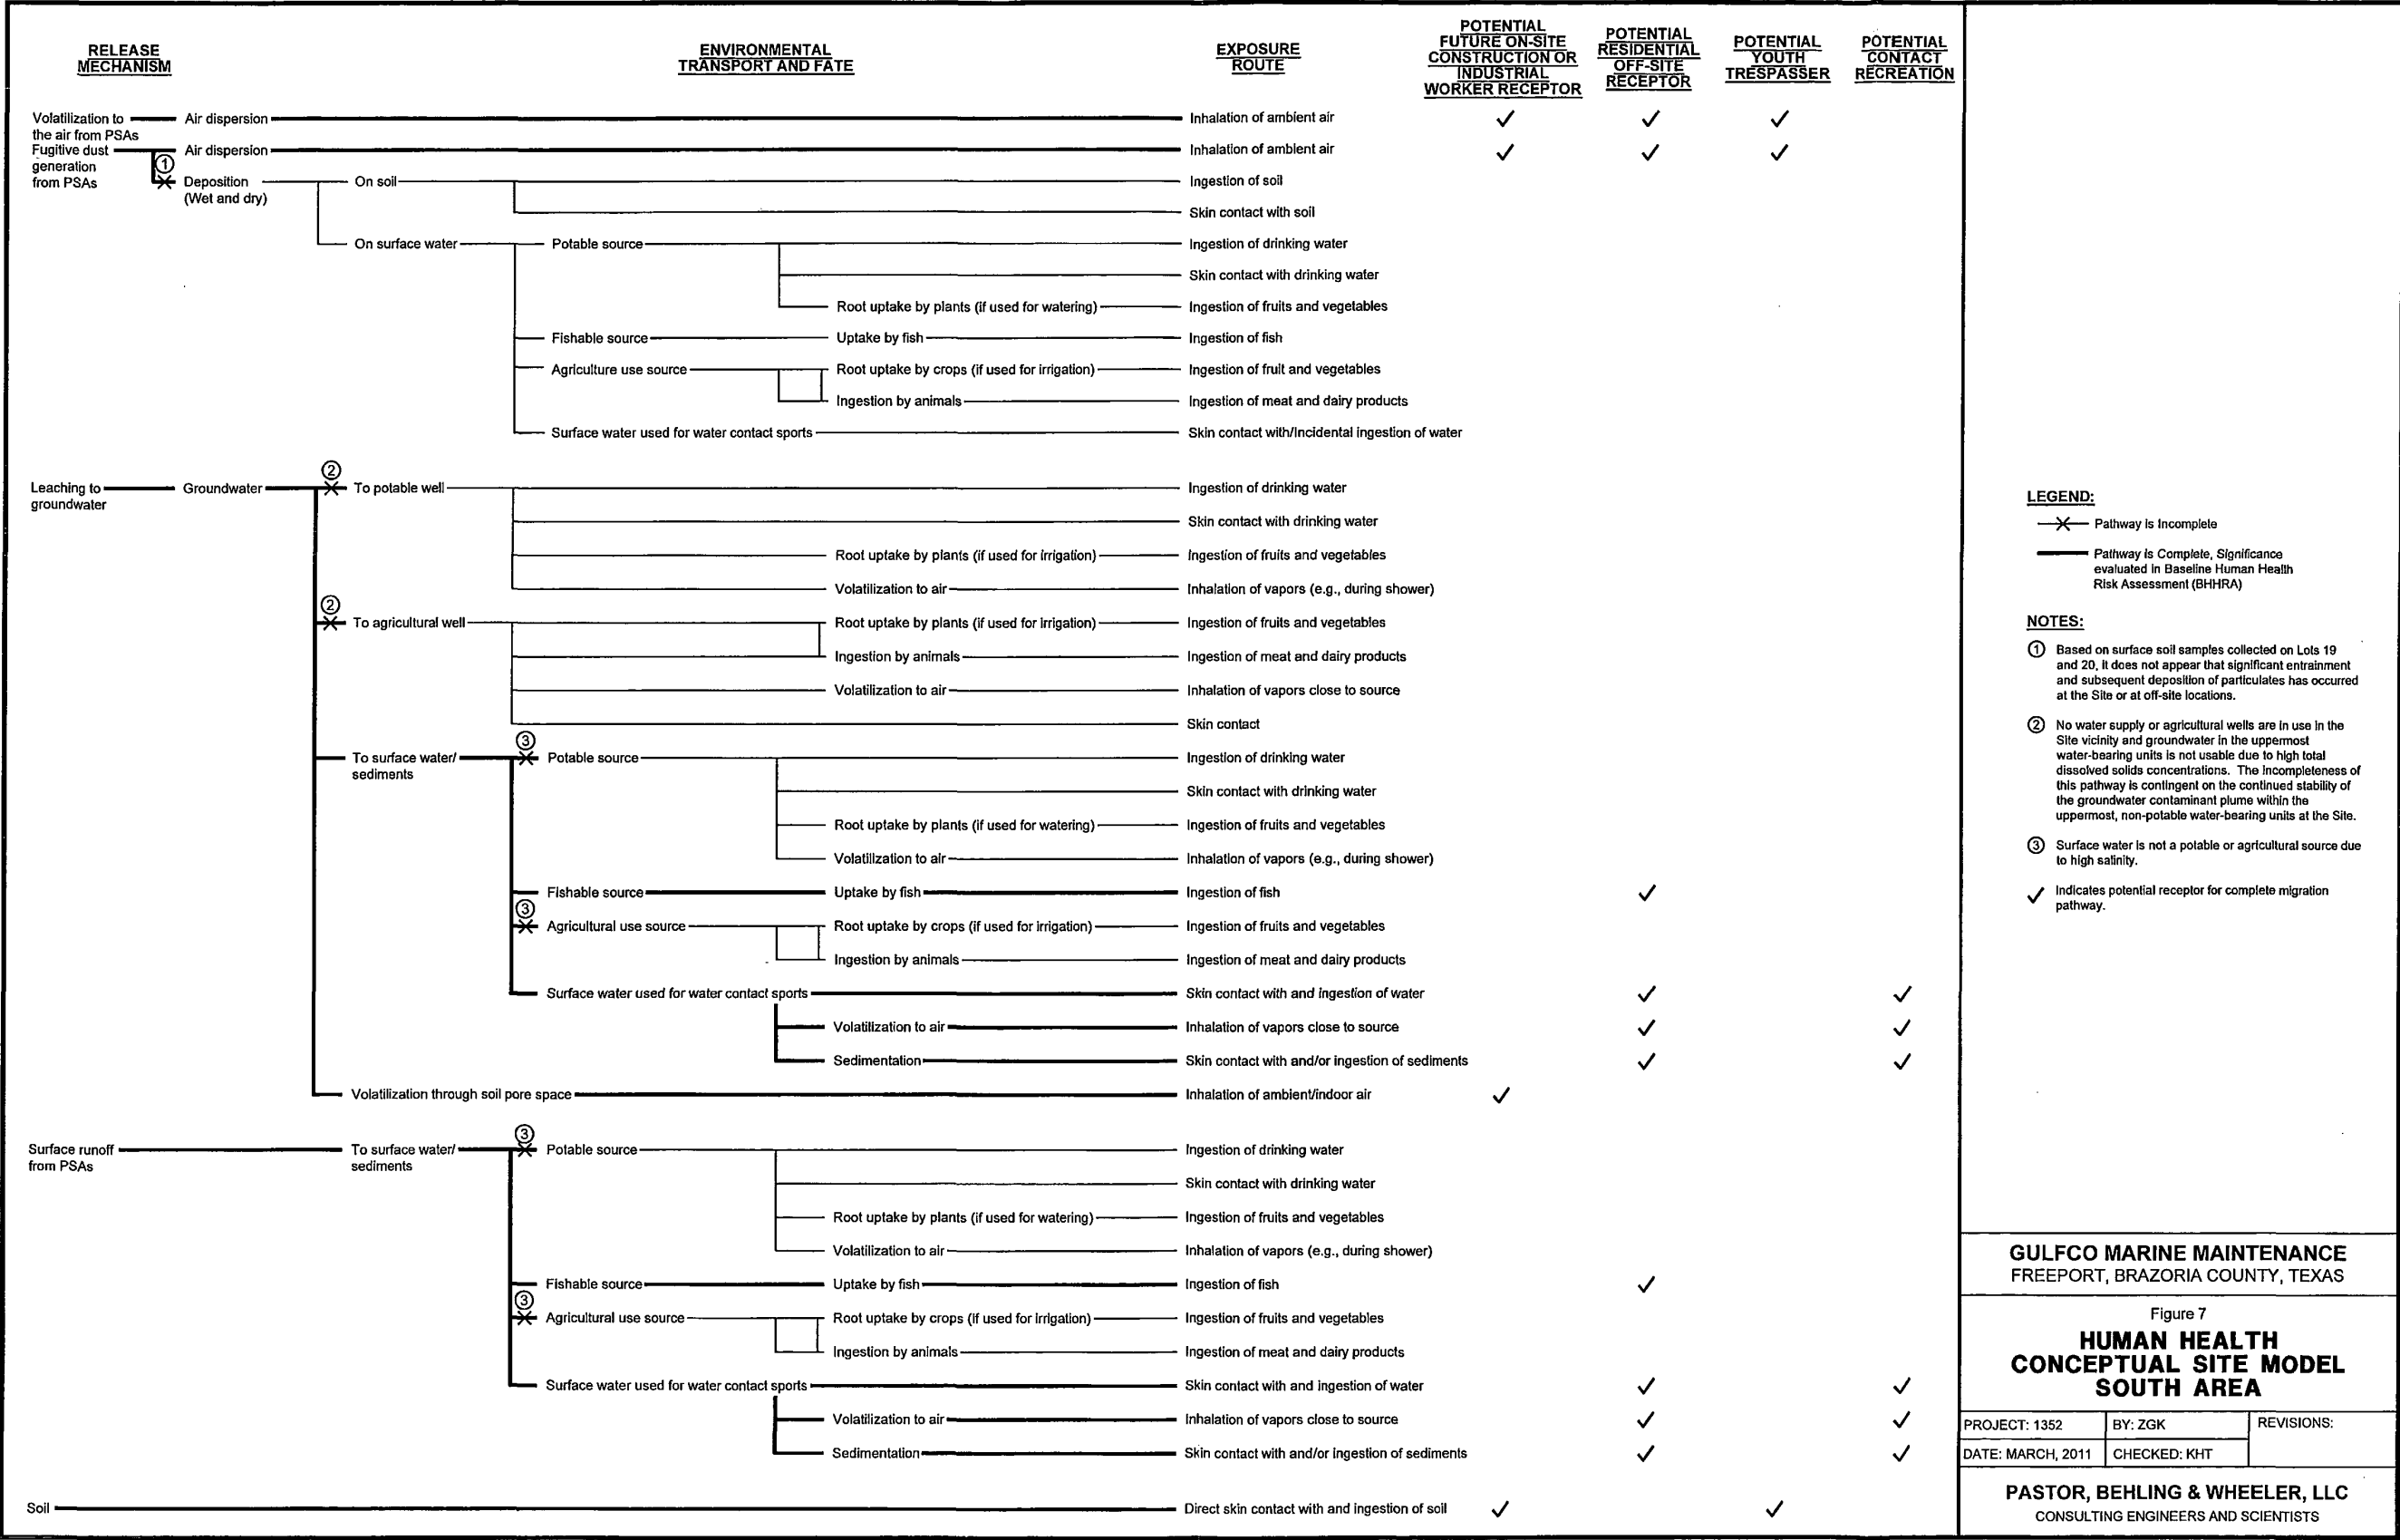 RELEASE
MECHANISM
ENVIRONMENTAL
TRANSPORT AND FATE
EXPOSURE
ROUTE
POTENTIAL
FUTURE ON-SITE
CONSTRUCTION OR
INDUSTRIAL
WORKER RECEPTOR
POTENTIAL
RESIDENTIAL
OFF-SITE
RECEPTOR
POTENTIAL
YOUTH
TRESPASSER
POTENTIAL
CONTACT
RECREATION
Volatilization to
the air from PSAs
Air dispersion
Inhalation of ambient air
✓ ✓ ✓
Fugitive dust
generation
from PSAs
Air dispersion
Inhalation of ambient air
✓ ✓ ✓
①
Deposition
(Wet and dry)
On soil
Ingestion of soil
Skin contact with soil
On surface water
Potable source
Ingestion of drinking water
Skin contact with drinking water
Root uptake by plants (if used for watering)
Ingestion of fruits and vegetables
Fishable source
Uptake by fish
Ingestion of fish
Agriculture use source
Root uptake by crops (if used for irrigation)
Ingestion of fruit and vegetables
Ingestion by animals
Ingestion of meat and dairy products
Surface water used for water contact sports
Skin contact with/Incidental ingestion of water
Leaching to
groundwater
Groundwater
②
To potable well
Ingestion of drinking water
Skin contact with drinking water
Root uptake by plants (if used for irrigation)
Ingestion of fruits and vegetables
Volatilization to air
Inhalation of vapors (e.g., during shower)
②
To agricultural well
Root uptake by plants (if used for irrigation)
Ingestion of fruits and vegetables
Ingestion by animals
Ingestion of meat and dairy products
Volatilization to air
Inhalation of vapors close to source
Skin contact
To surface water/
sediments
③
Potable source
Ingestion of drinking water
Skin contact with drinking water
Root uptake by plants (if used for watering)
Ingestion of fruits and vegetables
Volatilization to air
Inhalation of vapors (e.g., during shower)
Fishable source
Uptake by fish
Ingestion of fish
✓
③
Agricultural use source
Root uptake by crops (if used for irrigation)
Ingestion of fruits and vegetables
Ingestion by animals
Ingestion of meat and dairy products
Surface water used for water contact sports
Skin contact with and ingestion of water
✓ ✓
Volatilization to air
Inhalation of vapors close to source
✓ ✓
Sedimentation
Skin contact with and/or ingestion of sediments
✓ ✓
Volatilization through soil pore space
Inhalation of ambient/indoor air
✓
Surface runoff
from PSAs
To surface water/
sediments
③
Potable source
Ingestion of drinking water
Skin contact with drinking water
Root uptake by plants (if used for watering)
Ingestion of fruits and vegetables
Volatilization to air
Inhalation of vapors (e.g., during shower)
Fishable source
Uptake by fish
Ingestion of fish
✓
③
Agricultural use source
Root uptake by crops (if used for irrigation)
Ingestion of fruits and vegetables
Ingestion by animals
Ingestion of meat and dairy products
Surface water used for water contact sports
Skin contact with and ingestion of water
✓ ✓
Volatilization to air
Inhalation of vapors close to source
✓ ✓
Sedimentation
Skin contact with and/or ingestion of sediments
✓ ✓
Soil
Direct skin contact with and ingestion of soil
✓ ✓
LEGEND:
Pathway is Incomplete
Pathway is Complete, Significance
evaluated in Baseline Human Health
Risk Assessment (BHHRA)
NOTES:
① Based on surface soil samples collected on Lots 19
and 20, it does not appear that significant entrainment
and subsequent deposition of particulates has occurred
at the Site or at off-site locations.
② No water supply or agricultural wells are in use in the
Site vicinity and groundwater in the uppermost
water-bearing units is not usable due to high total
dissolved solids concentrations. The incompleteness of
this pathway is contingent on the continued stability of
the groundwater contaminant plume within the
uppermost, non-potable water-bearing units at the Site.
③ Surface water is not a potable or agricultural source due
to high salinity.
✓ Indicates potential receptor for complete migration
pathway.
GULFCO MARINE MAINTENANCE
FREEPORT, BRAZORIA COUNTY, TEXAS
Figure 7
HUMAN HEALTH
CONCEPTUAL SITE MODEL
SOUTH AREA
PROJECT: 1352
BY: ZGK
REVISIONS:
DATE: MARCH, 2011
CHECKED: KHT
PASTOR, BEHLING & WHEELER, LLC
CONSULTING ENGINEERS AND SCIENTISTS